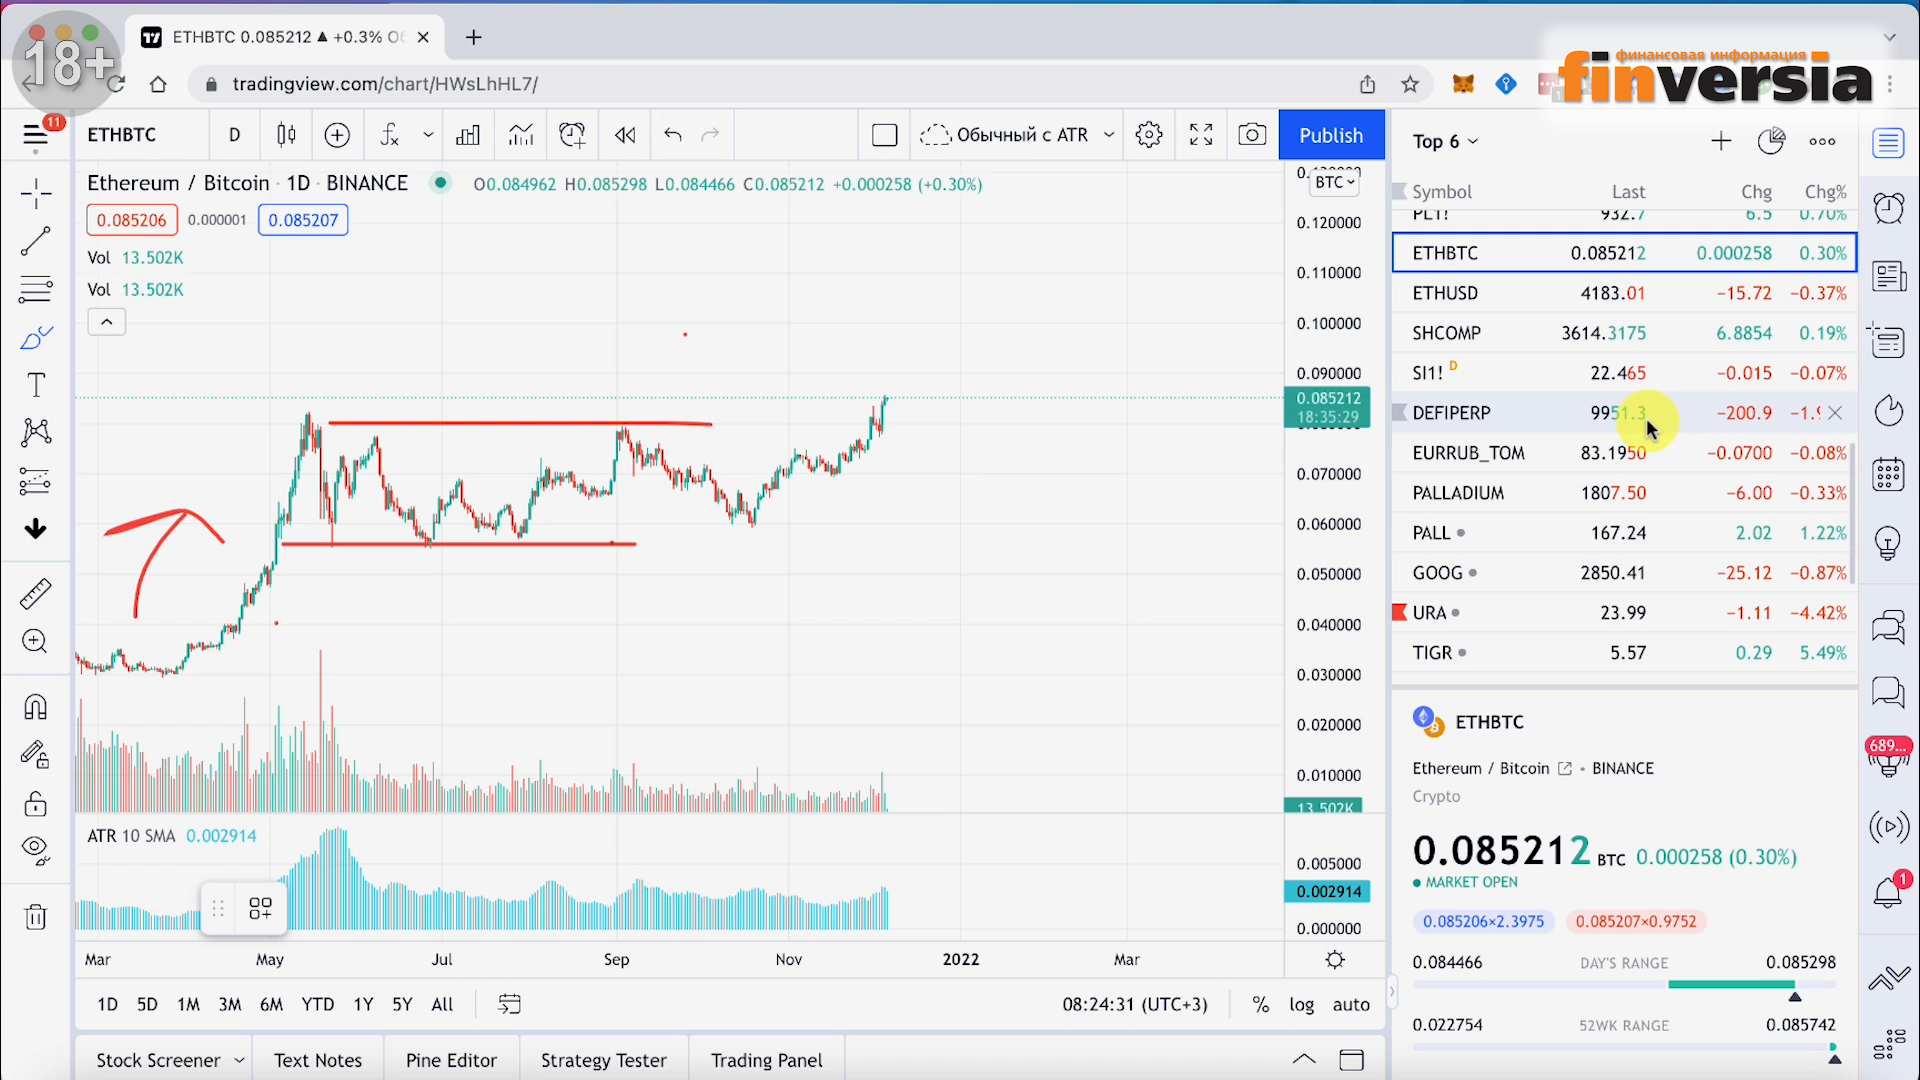 18+
ETHBTC 0.085212 ▲ +0.3%
финансовая информация
finversia
tradingview.com/chart/HWsLhHL7/
11
ETHBTC D Обычный с ATR Publish
Top 6
Ethereum / Bitcoin · 1D · BINANCE O0.084962 H0.085298 L0.084466 C0.085212 +0.000258 (+0.30%)
BTC
0.085206 0.000001 0.085207
Vol 13.502K
Vol 13.502K
0.120000
0.110000
0.100000
0.090000
0.085212
18:35:29
0.070000
0.060000
0.050000
0.040000
0.030000
0.020000
0.010000
13.502K
ATR 10 SMA 0.002914
0.005000
0.002914
0.000000
Mar May Jul Sep Nov 2022 Mar
1D 5D 1M 3M 6M YTD 1Y 5Y All
08:24:31 (UTC+3) % log auto
Stock Screener Text Notes Pine Editor Strategy Tester Trading Panel
Symbol Last Chg Chg%
PL1! 932.7 6.5 0.70%
ETHBTC 0.085212 0.000258 0.30%
ETHUSD 4183.01 −15.72 −0.37%
SHCOMP 3614.3175 6.8854 0.19%
SI1! D 22.465 −0.015 −0.07%
DEFIPERP 9951.3 −200.9
EURRUB_TOM 83.1950 −0.0700 −0.08%
PALLADIUM 1807.50 −6.00 −0.33%
PALL 167.24 2.02 1.22%
GOOG 2850.41 −25.12 −0.87%
URA 23.99 −1.11 −4.42%
TIGR 5.57 0.29 5.49%
ETHBTC
Ethereum / Bitcoin • BINANCE
Crypto
0.085212 BTC 0.000258 (0.30%)
MARKET OPEN
0.085206×2.3975 0.085207×0.9752
0.084466 DAY'S RANGE 0.085298
0.022754 52WK RANGE 0.085742
689...
1